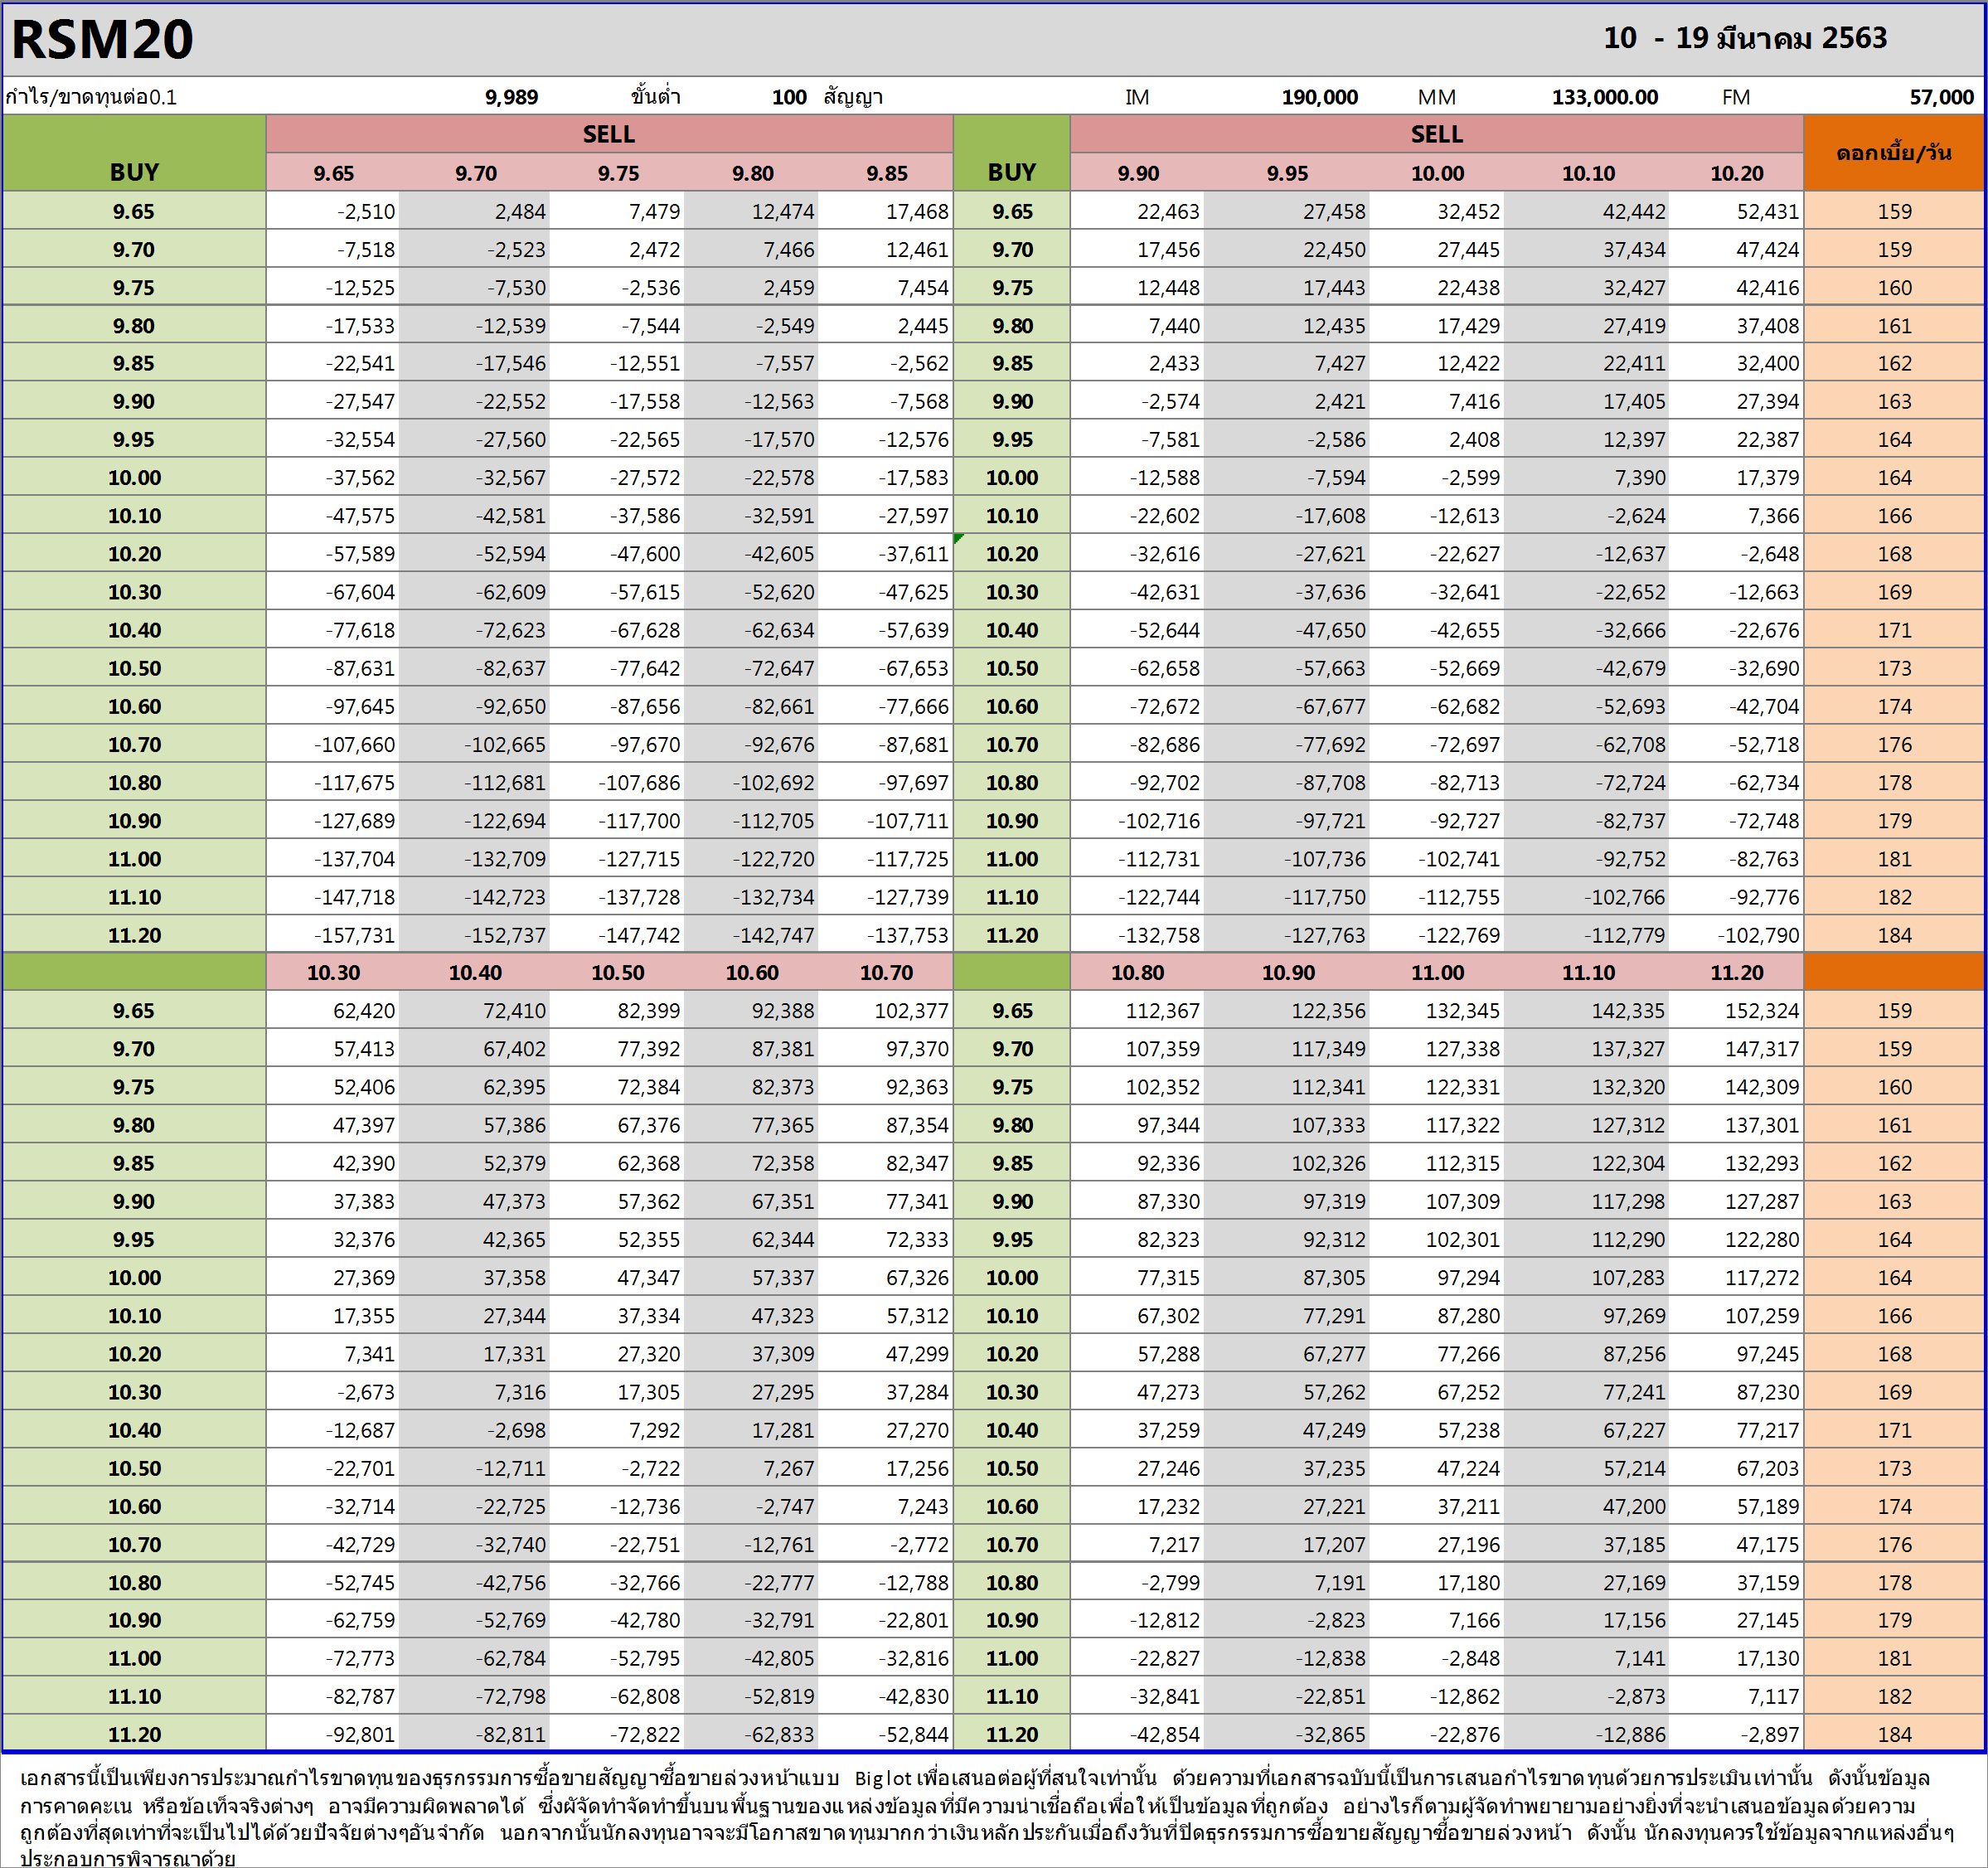 RSM20 10 - 19 มีนาคม 2563
กำไร/ขาดทุนต่อ0.1 9,989 ขั้นต่ำ 100 สัญญา IM 190,000 MM 133,000.00 FM 57,000
SELL SELL ดอกเบี้ย/วัน
BUY 9.65 9.70 9.75 9.80 9.85 BUY 9.90 9.95 10.00 10.10 10.20
9.65 -2,510 2,484 7,479 12,474 17,468 9.65 22,463 27,458 32,452 42,442 52,431 159
9.70 -7,518 -2,523 2,472 7,466 12,461 9.70 17,456 22,450 27,445 37,434 47,424 159
9.75 -12,525 -7,530 -2,536 2,459 7,454 9.75 12,448 17,443 22,438 32,427 42,416 160
9.80 -17,533 -12,539 -7,544 -2,549 2,445 9.80 7,440 12,435 17,429 27,419 37,408 161
9.85 -22,541 -17,546 -12,551 -7,557 -2,562 9.85 2,433 7,427 12,422 22,411 32,400 162
9.90 -27,547 -22,552 -17,558 -12,563 -7,568 9.90 -2,574 2,421 7,416 17,405 27,394 163
9.95 -32,554 -27,560 -22,565 -17,570 -12,576 9.95 -7,581 -2,586 2,408 12,397 22,387 164
10.00 -37,562 -32,567 -27,572 -22,578 -17,583 10.00 -12,588 -7,594 -2,599 7,390 17,379 164
10.10 -47,575 -42,581 -37,586 -32,591 -27,597 10.10 -22,602 -17,608 -12,613 -2,624 7,366 166
10.20 -57,589 -52,594 -47,600 -42,605 -37,611 10.20 -32,616 -27,621 -22,627 -12,637 -2,648 168
10.30 -67,604 -62,609 -57,615 -52,620 -47,625 10.30 -42,631 -37,636 -32,641 -22,652 -12,663 169
10.40 -77,618 -72,623 -67,628 -62,634 -57,639 10.40 -52,644 -47,650 -42,655 -32,666 -22,676 171
10.50 -87,631 -82,637 -77,642 -72,647 -67,653 10.50 -62,658 -57,663 -52,669 -42,679 -32,690 173
10.60 -97,645 -92,650 -87,656 -82,661 -77,666 10.60 -72,672 -67,677 -62,682 -52,693 -42,704 174
10.70 -107,660 -102,665 -97,670 -92,676 -87,681 10.70 -82,686 -77,692 -72,697 -62,708 -52,718 176
10.80 -117,675 -112,681 -107,686 -102,692 -97,697 10.80 -92,702 -87,708 -82,713 -72,724 -62,734 178
10.90 -127,689 -122,694 -117,700 -112,705 -107,711 10.90 -102,716 -97,721 -92,727 -82,737 -72,748 179
11.00 -137,704 -132,709 -127,715 -122,720 -117,725 11.00 -112,731 -107,736 -102,741 -92,752 -82,763 181
11.10 -147,718 -142,723 -137,728 -132,734 -127,739 11.10 -122,744 -117,750 -112,755 -102,766 -92,776 182
11.20 -157,731 -152,737 -147,742 -142,747 -137,753 11.20 -132,758 -127,763 -122,769 -112,779 -102,790 184
10.30 10.40 10.50 10.60 10.70 10.80 10.90 11.00 11.10 11.20
9.65 62,420 72,410 82,399 92,388 102,377 9.65 112,367 122,356 132,345 142,335 152,324 159
9.70 57,413 67,402 77,392 87,381 97,370 9.70 107,359 117,349 127,338 137,327 147,317 159
9.75 52,406 62,395 72,384 82,373 92,363 9.75 102,352 112,341 122,331 132,320 142,309 160
9.80 47,397 57,386 67,376 77,365 87,354 9.80 97,344 107,333 117,322 127,312 137,301 161
9.85 42,390 52,379 62,368 72,358 82,347 9.85 92,336 102,326 112,315 122,304 132,293 162
9.90 37,383 47,373 57,362 67,351 77,341 9.90 87,330 97,319 107,309 117,298 127,287 163
9.95 32,376 42,365 52,355 62,344 72,333 9.95 82,323 92,312 102,301 112,290 122,280 164
10.00 27,369 37,358 47,347 57,337 67,326 10.00 77,315 87,305 97,294 107,283 117,272 164
10.10 17,355 27,344 37,334 47,323 57,312 10.10 67,302 77,291 87,280 97,269 107,259 166
10.20 7,341 17,331 27,320 37,309 47,299 10.20 57,288 67,277 77,266 87,256 97,245 168
10.30 -2,673 7,316 17,305 27,295 37,284 10.30 47,273 57,262 67,252 77,241 87,230 169
10.40 -12,687 -2,698 7,292 17,281 27,270 10.40 37,259 47,249 57,238 67,227 77,217 171
10.50 -22,701 -12,711 -2,722 7,267 17,256 10.50 27,246 37,235 47,224 57,214 67,203 173
10.60 -32,714 -22,725 -12,736 -2,747 7,243 10.60 17,232 27,221 37,211 47,200 57,189 174
10.70 -42,729 -32,740 -22,751 -12,761 -2,772 10.70 7,217 17,207 27,196 37,185 47,175 176
10.80 -52,745 -42,756 -32,766 -22,777 -12,788 10.80 -2,799 7,191 17,180 27,169 37,159 178
10.90 -62,759 -52,769 -42,780 -32,791 -22,801 10.90 -12,812 -2,823 7,166 17,156 27,145 179
11.00 -72,773 -62,784 -52,795 -42,805 -32,816 11.00 -22,827 -12,838 -2,848 7,141 17,130 181
11.10 -82,787 -72,798 -62,808 -52,819 -42,830 11.10 -32,841 -22,851 -12,862 -2,873 7,117 182
11.20 -92,801 -82,811 -72,822 -62,833 -52,844 11.20 -42,854 -32,865 -22,876 -12,886 -2,897 184
เอกสารนี้เป็นเพียงการประมาณกำไรขาดทุนของธุรกรรมการซื้อขายสัญญาซื้อขายล่วงหน้าแบบ Biglot เพื่อเสนอต่อผู้ที่สนใจเท่านั้น ด้วยความที่เอกสารฉบับนี้เป็นการเสนอกำไรขาดทุนด้วยการประเมินเท่านั้น ดังนั้นข้อมูล
การคาดคะเน หรือข้อเท็จจริงต่างๆ อาจมีความผิดพลาดได้ ซึ่งผัจัดทำจัดทำขึ้นบนพื้นฐานของแหล่งข้อมูลที่มีความน่าเชื่อถือเพื่อให้เป็นข้อมูลที่ถูกต้อง อย่างไรก็ตามผู้จัดทำพยายามอย่างยิ่งที่จะนำเสนอข้อมูลด้วยความ
ถูกต้องที่สุดเท่าที่จะเป็นไปได้ด้วยปัจจัยต่างๆอันจำกัด นอกจากนั้นนักลงทุนอาจจะมีโอกาสขาดทุนมากกว่าเงินหลักประกันเมื่อถึงวันที่ปิดธุรกรรมการซื้อขายสัญญาซื้อขายล่วงหน้า ดังนั้น นักลงทุนควรใช้ข้อมูลจากแหล่งอื่นๆ
ประกอบการพิจารณาด้วย